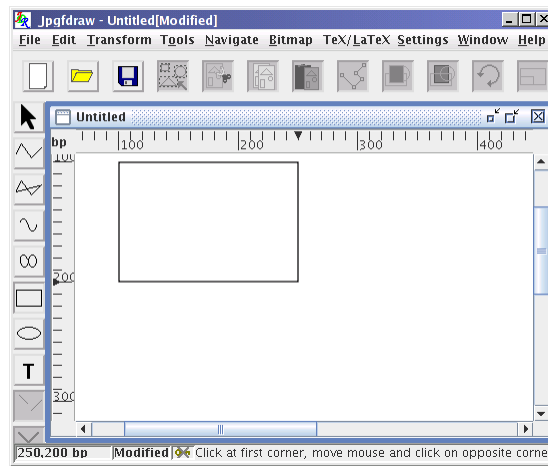 Jpgfdraw - Untitled[Modified]
File Edit Transform Tools Navigate Bitmap TeX/LaTeX Settings Window Help
Untitled
bp 100 200 300 400
100
200
300
T
250,200 bp Modified Click at first corner, move mouse and click on opposite corne